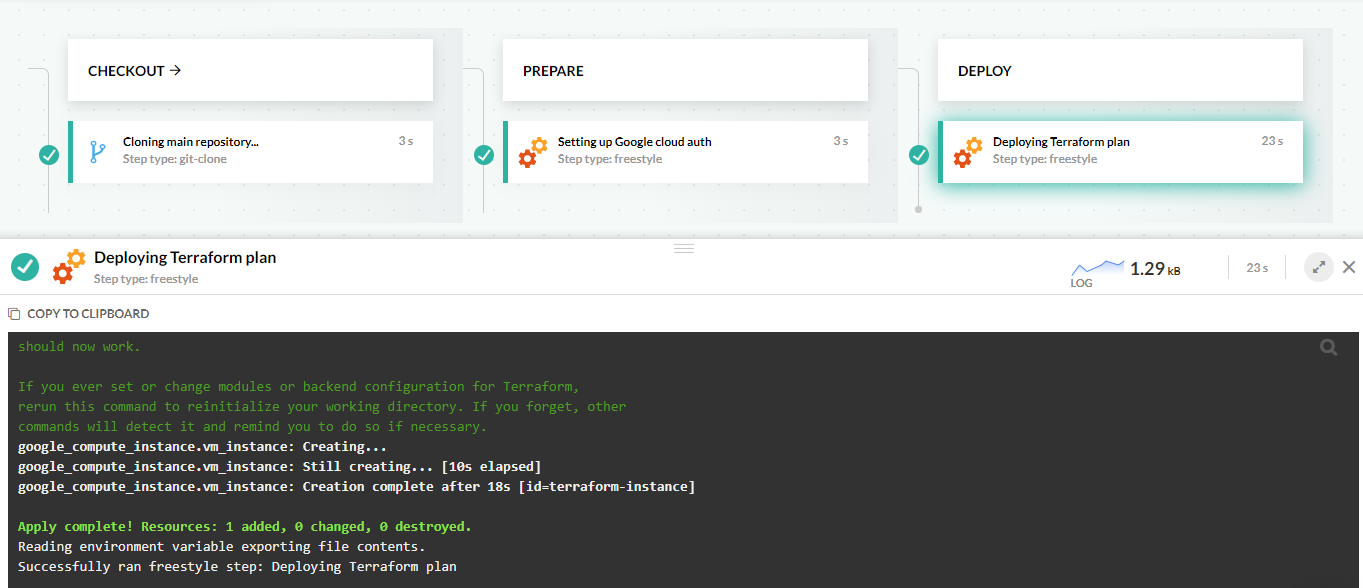 CHECKOUT →
PREPARE
DEPLOY
Cloning main repository...
3 s
Step type: git-clone
Setting up Google cloud auth
3 s
Step type: freestyle
Deploying Terraform plan
23 s
Step type: freestyle
Deploying Terraform plan
Step type: freestyle
LOG
1.29 kB
23 s
COPY TO CLIPBOARD
should now work.
If you ever set or change modules or backend configuration for Terraform,
rerun this command to reinitialize your working directory. If you forget, other
commands will detect it and remind you to do so if necessary.
google_compute_instance.vm_instance: Creating...
google_compute_instance.vm_instance: Still creating... [10s elapsed]
google_compute_instance.vm_instance: Creation complete after 18s [id=terraform-instance]
Apply complete! Resources: 1 added, 0 changed, 0 destroyed.
Reading environment variable exporting file contents.
Successfully ran freestyle step: Deploying Terraform plan